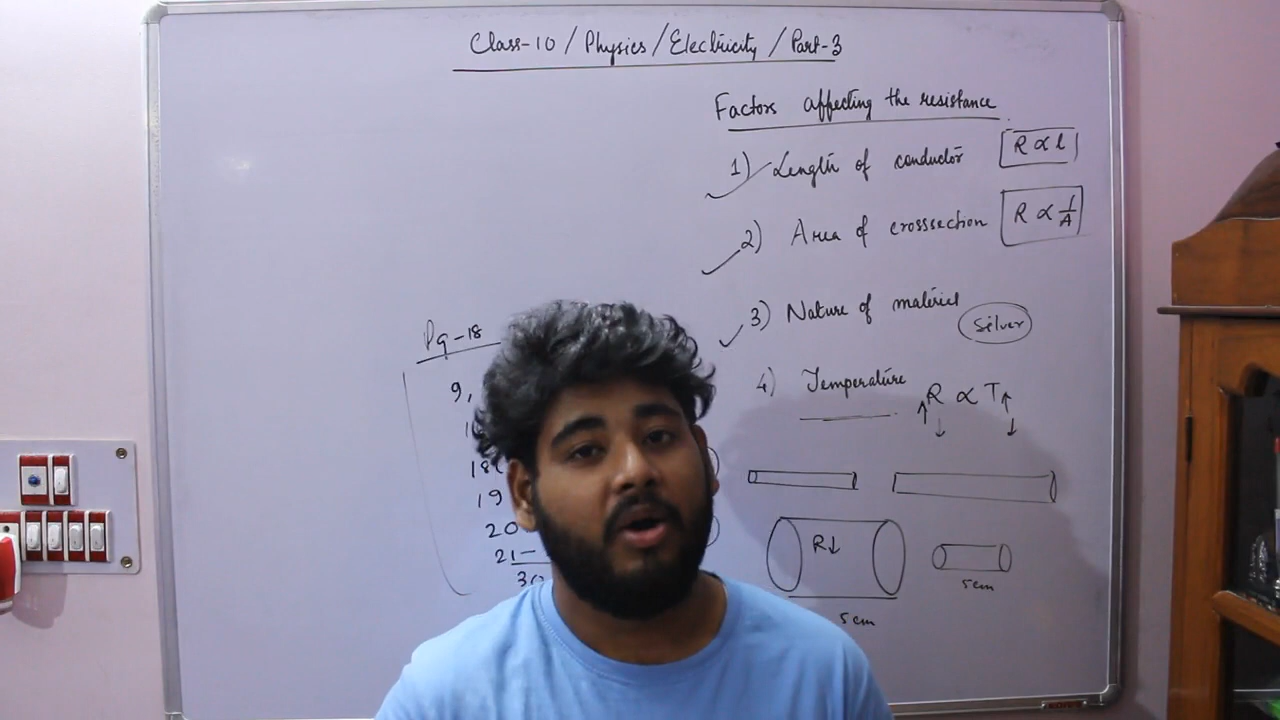 Class-10 / Physics / Electricity / Part-3
Factors affecting the resistance
1) Length of conductor R ∝ l
2) Area of crosssection R ∝ 1/A
3) Nature of material
Silver
4) Temperature ↑R ∝ T↑
↓ ↓
R↓
5cm
5cm
Pg-18
9,
18
19
20
21-